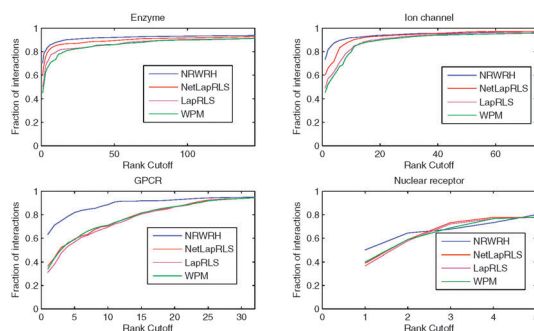 Enzyme
Fraction of interactions
1
0.8
0.6
0.4
0.2
0
0
50
100
Rank Cutoff
NRWRH
NetLapRLS
LapRLS
WPM
Ion channel
Fraction of interactions
1
0.8
0.6
0.4
0.2
0
0
20
40
60
Rank Cutoff
NRWRH
NetLapRLS
LapRLS
WPM
GPCR
Fraction of interactions
1
0.8
0.6
0.4
0.2
0
0
5
10
15
20
25
30
Rank Cutoff
NRWRH
NetLapRLS
LapRLS
WPM
Nuclear receptor
Fraction of interactions
1
0.8
0.6
0.4
0.2
0
0
1
2
3
4
5
Rank Cutoff
NRWRH
NetLapRLS
LapRLS
WPM